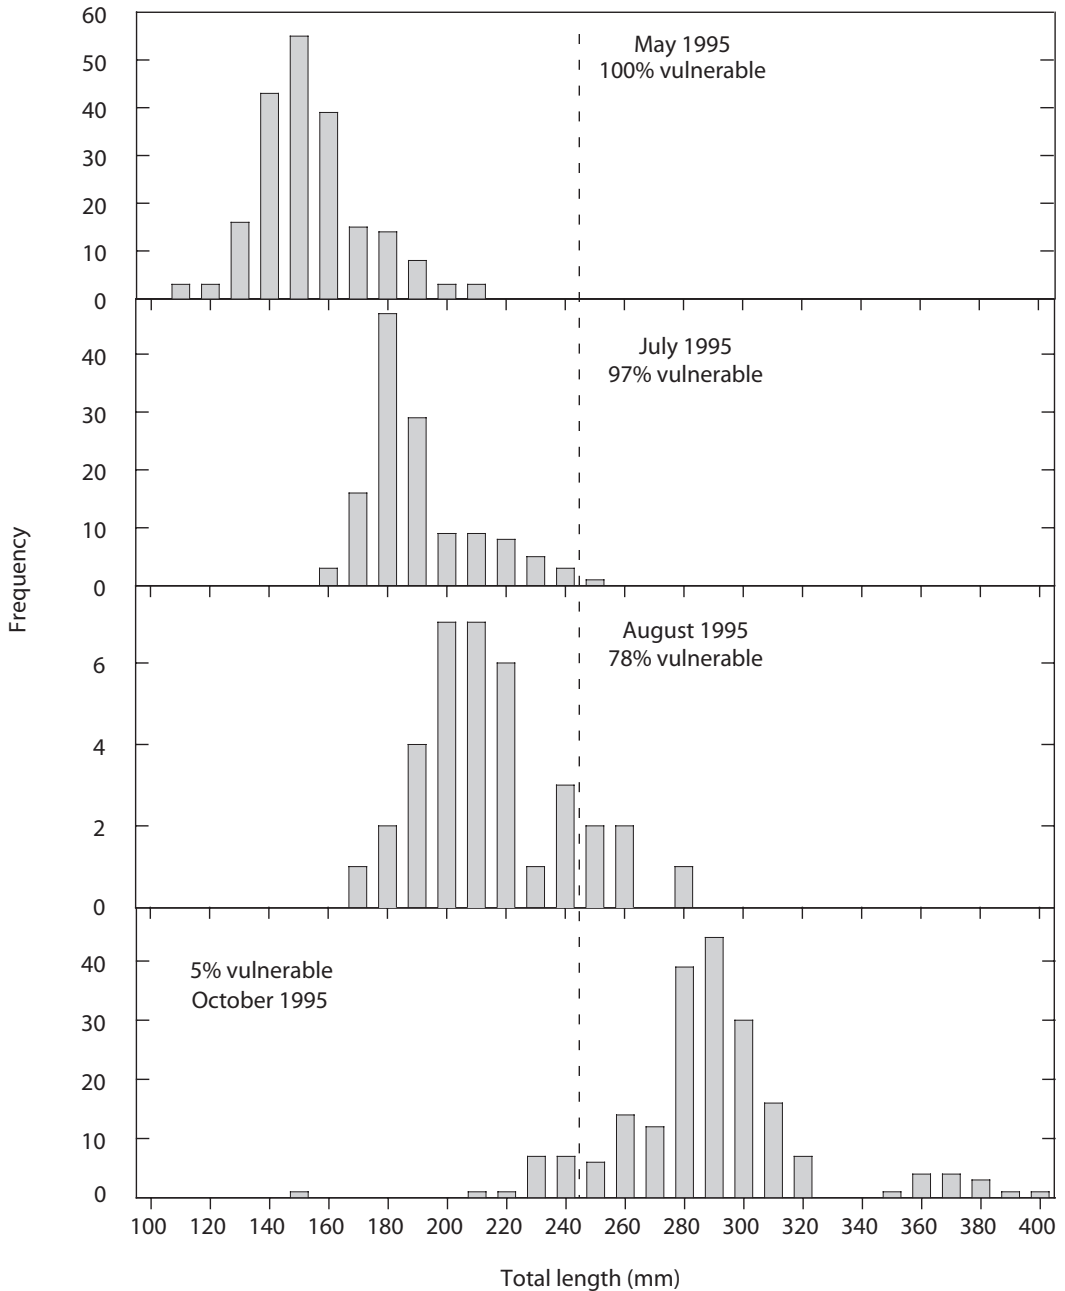 60
May 1995
100% vulnerable
50
40
30
20
10
0
July 1995
97% vulnerable
40
30
20
10
0
Frequency
August 1995
78% vulnerable
6
4
2
0
5% vulnerable
October 1995
40
30
20
10
0
100 120 140 160 180 200 220 240 260 280 300 320 340 360 380 400
Total length (mm)